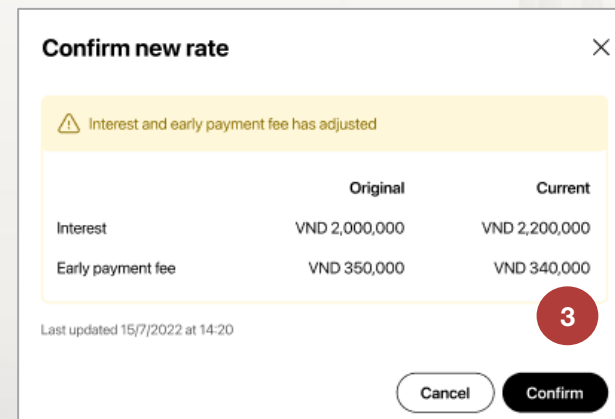 Confirm new rate
Interest and early payment fee has adjusted
Original Current
Interest VND 2,000,000 VND 2,200,000
Early payment fee VND 350,000 VND 340,000
3
Last updated 15/7/2022 at 14:20
Cancel Confirm